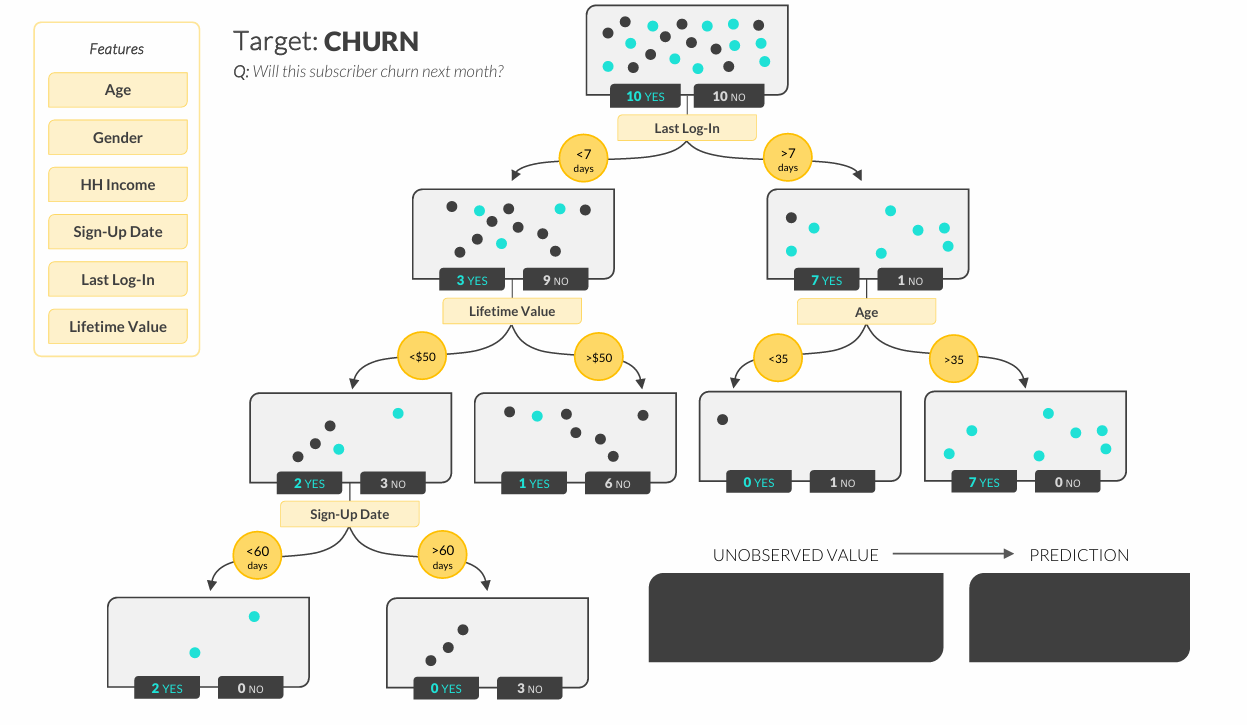 Features
Age
Gender
HH Income
Sign-Up Date
Last Log-In
Lifetime Value
Target: CHURN
Q: Will this subscriber churn next month?
10 YES
10 NO
Last Log-In
<7
days
>7
days
3 YES
9 NO
7 YES
1 NO
Lifetime Value
Age
<$50
>$50
<35
>35
2 YES
3 NO
1 YES
6 NO
0 YES
1 NO
7 YES
0 NO
Sign-Up Date
<60
days
>60
days
UNOBSERVED VALUE
PREDICTION
2 YES
0 NO
0 YES
3 NO